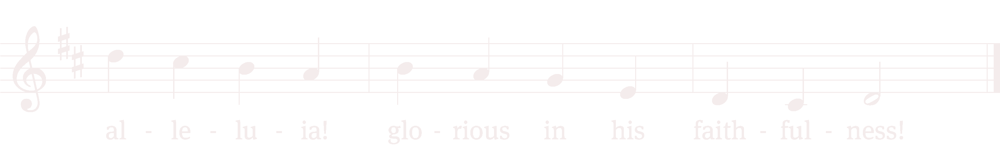 al - le - lu - ia! glo - rious in his faith - ful - ness!